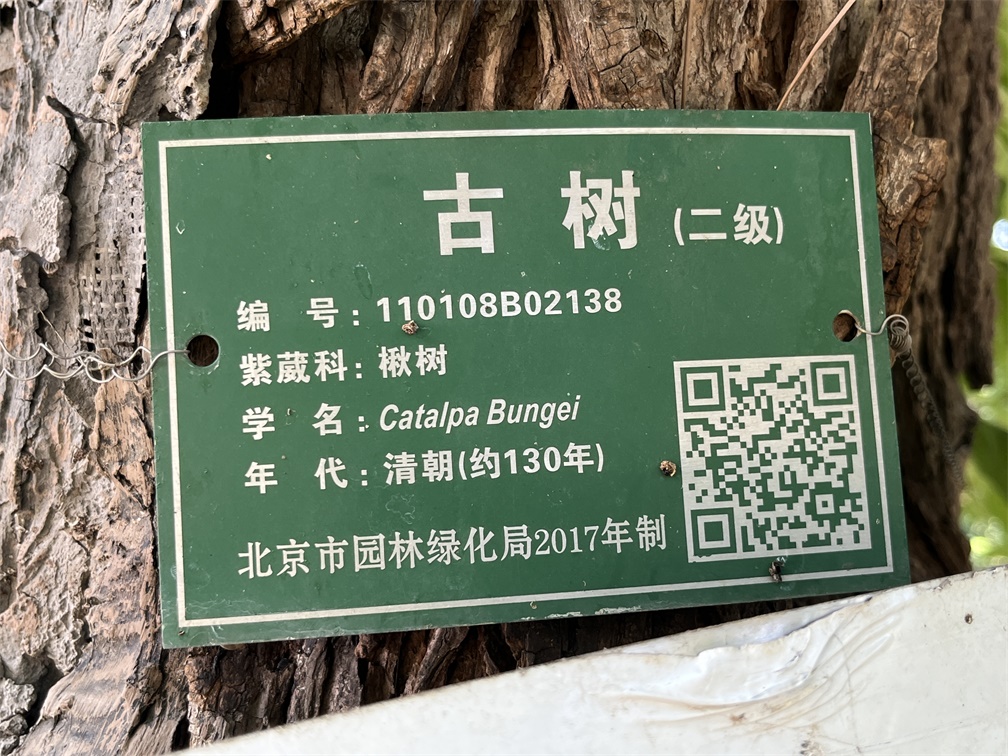 古 树 (二级)
编 号：110108B02138
紫葳科：楸树
学 名：Catalpa Bungei
年 代：清朝(约130年)
北京市园林绿化局2017年制